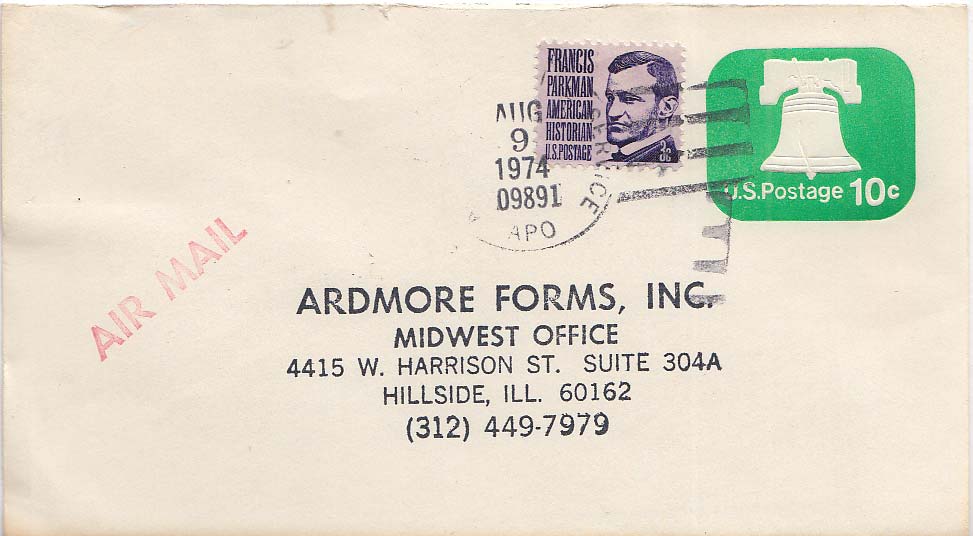 FRANCIS
PARKMAN
AMERICAN
HISTORIAN
U.S.POSTAGE
3c
AUG
9
1974
09891
APO
U.S.Postage 10c
AIR MAIL
ARDMORE FORMS, INC.
MIDWEST OFFICE
4415 W. HARRISON ST. SUITE 304A
HILLSIDE, ILL. 60162
(312) 449-7979